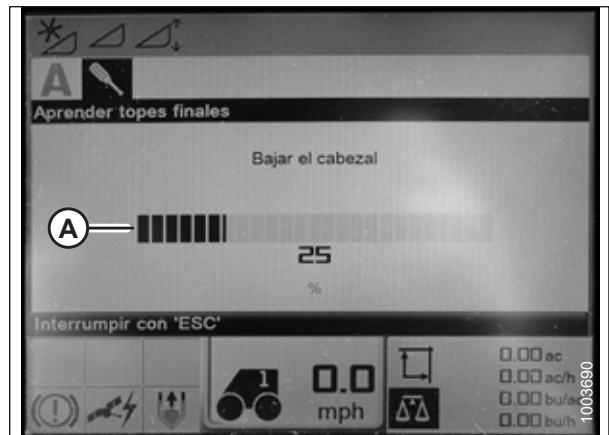 A
Aprender topes finales
Bajar el cabezal
A
25
%
Interrumpir con 'ESC'
1
0.0
mph
0.00 ac
0.00 ac/h
0.00 bu/ac
0.00 bu/h
1003690